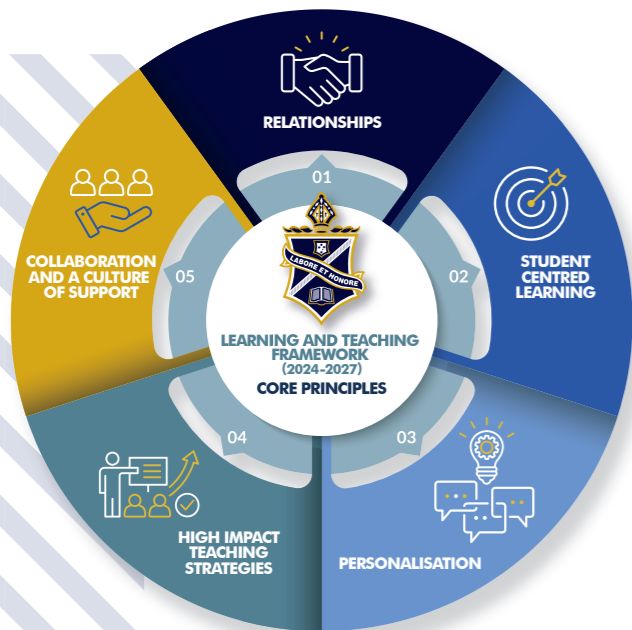 RELATIONSHIPS
01
STUDENT
CENTRED
LEARNING
02
PERSONALISATION
03
HIGH IMPACT
TEACHING
STRATEGIES
04
COLLABORATION
AND A CULTURE
OF SUPPORT
05
LABORE ET HONORE
LEARNING AND TEACHING
FRAMEWORK
(2024-2027)
CORE PRINCIPLES